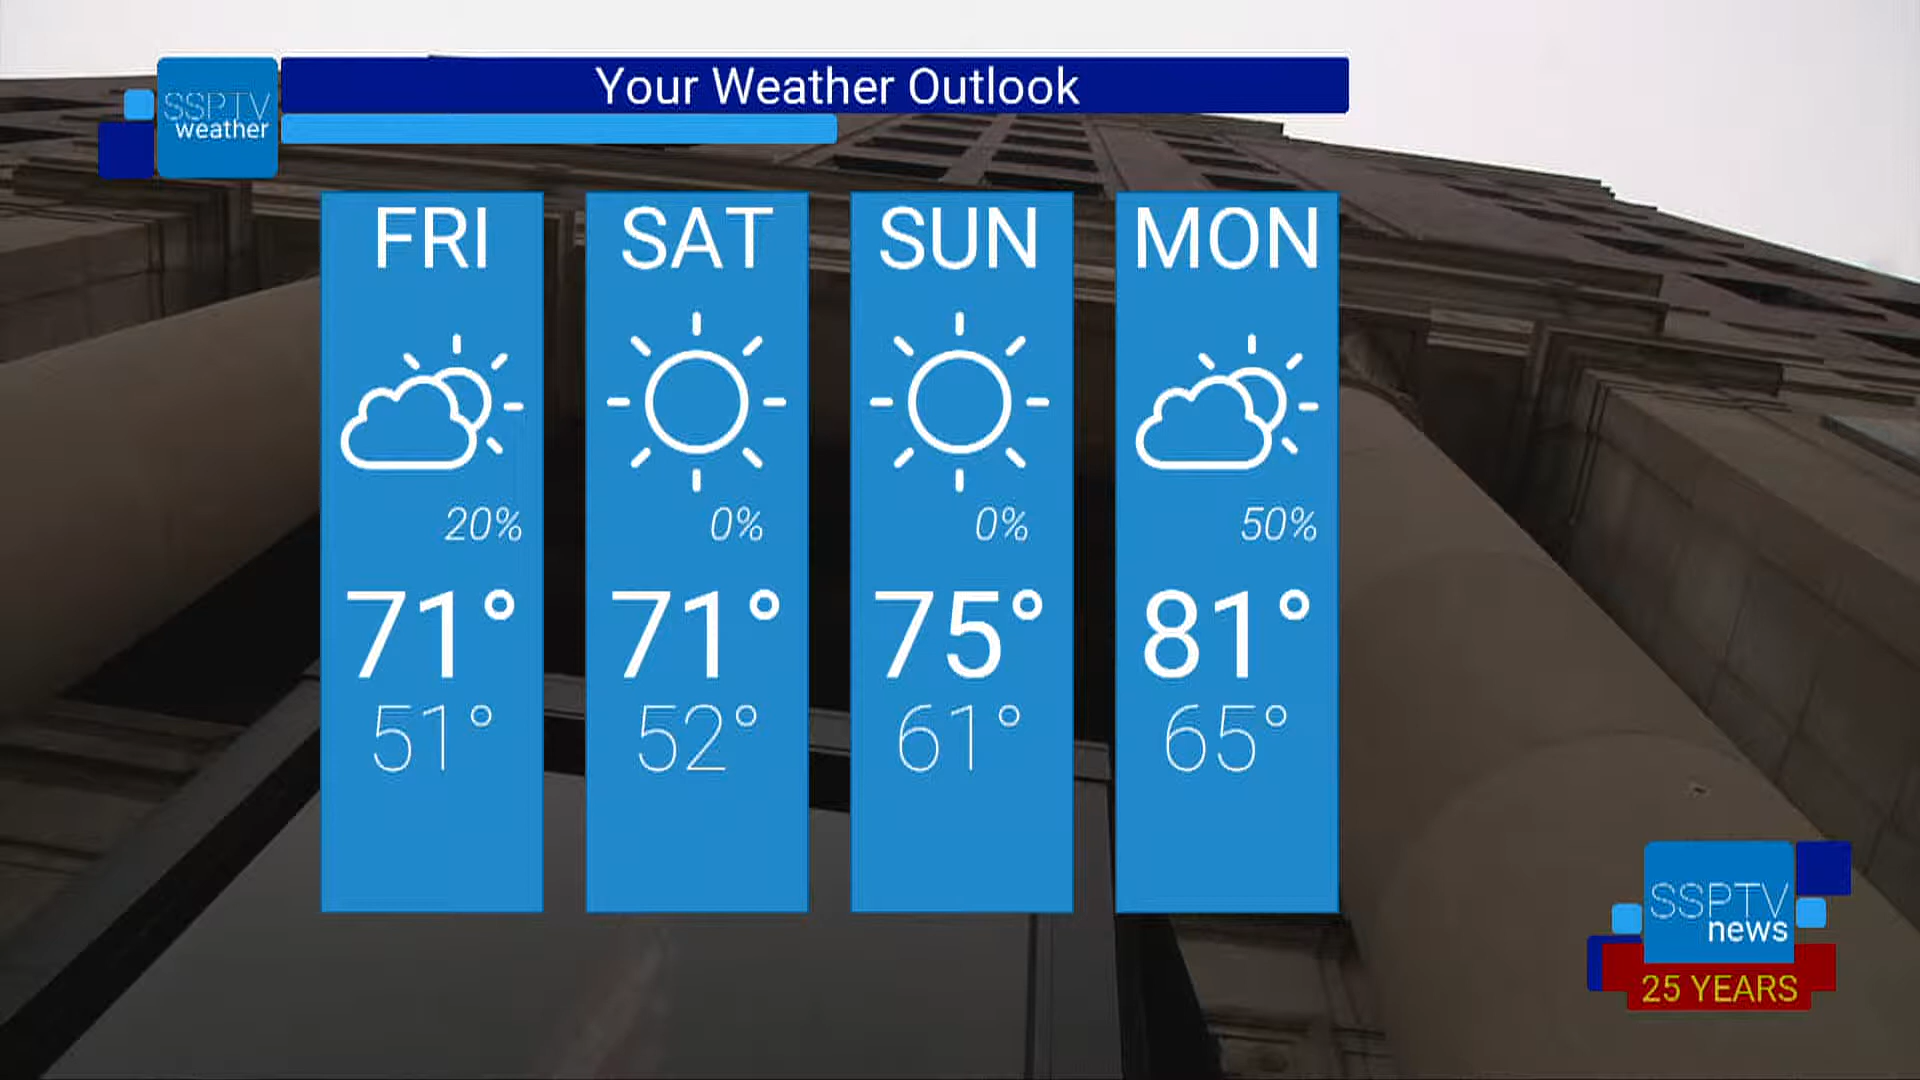 Your Weather Outlook
SSPTV
weather
FRI
20%
71°
51°
SAT
0%
71°
52°
SUN
0%
75°
61°
MON
50%
81°
65°
SSPTV
news
25 YEARS